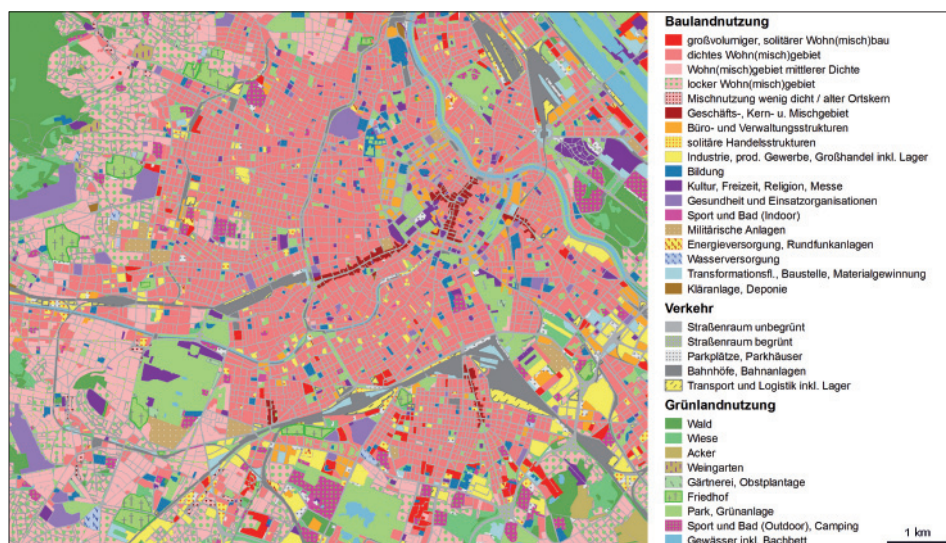 Baulandnutzung
großvolumiger, solitärer Wohn(misch)bau
dichtes Wohn(misch)gebiet
Wohn(misch)gebiet mittlerer Dichte
locker Wohn(misch)gebiet
Mischnutzung wenig dicht / alter Ortskern
Geschäfts-, Kern- u. Mischgebiet
Büro- und Verwaltungsstrukturen
solitäre Handelsstrukturen
Industrie, prod. Gewerbe, Großhandel inkl. Lager
Bildung
Kultur, Freizeit, Religion, Messe
Gesundheit und Einsatzorganisationen
Sport und Bad (Indoor)
Militärische Anlagen
Energieversorgung, Rundfunkanlagen
Wasserversorgung
Transformationsfl., Baustelle, Materialgewinnung
Kläranlage, Deponie
Verkehr
Straßenraum unbegrünt
Straßenraum begrünt
Parkplätze, Parkhäuser
Bahnhöfe, Bahnanlagen
Transport und Logistik inkl. Lager
Grünlandnutzung
Wald
Wiese
Acker
Weingarten
Gärtnerei, Obstplantage
Friedhof
Park, Grünanlage
Sport und Bad (Outdoor), Camping
Gewässer inkl. Bachbett
1 km